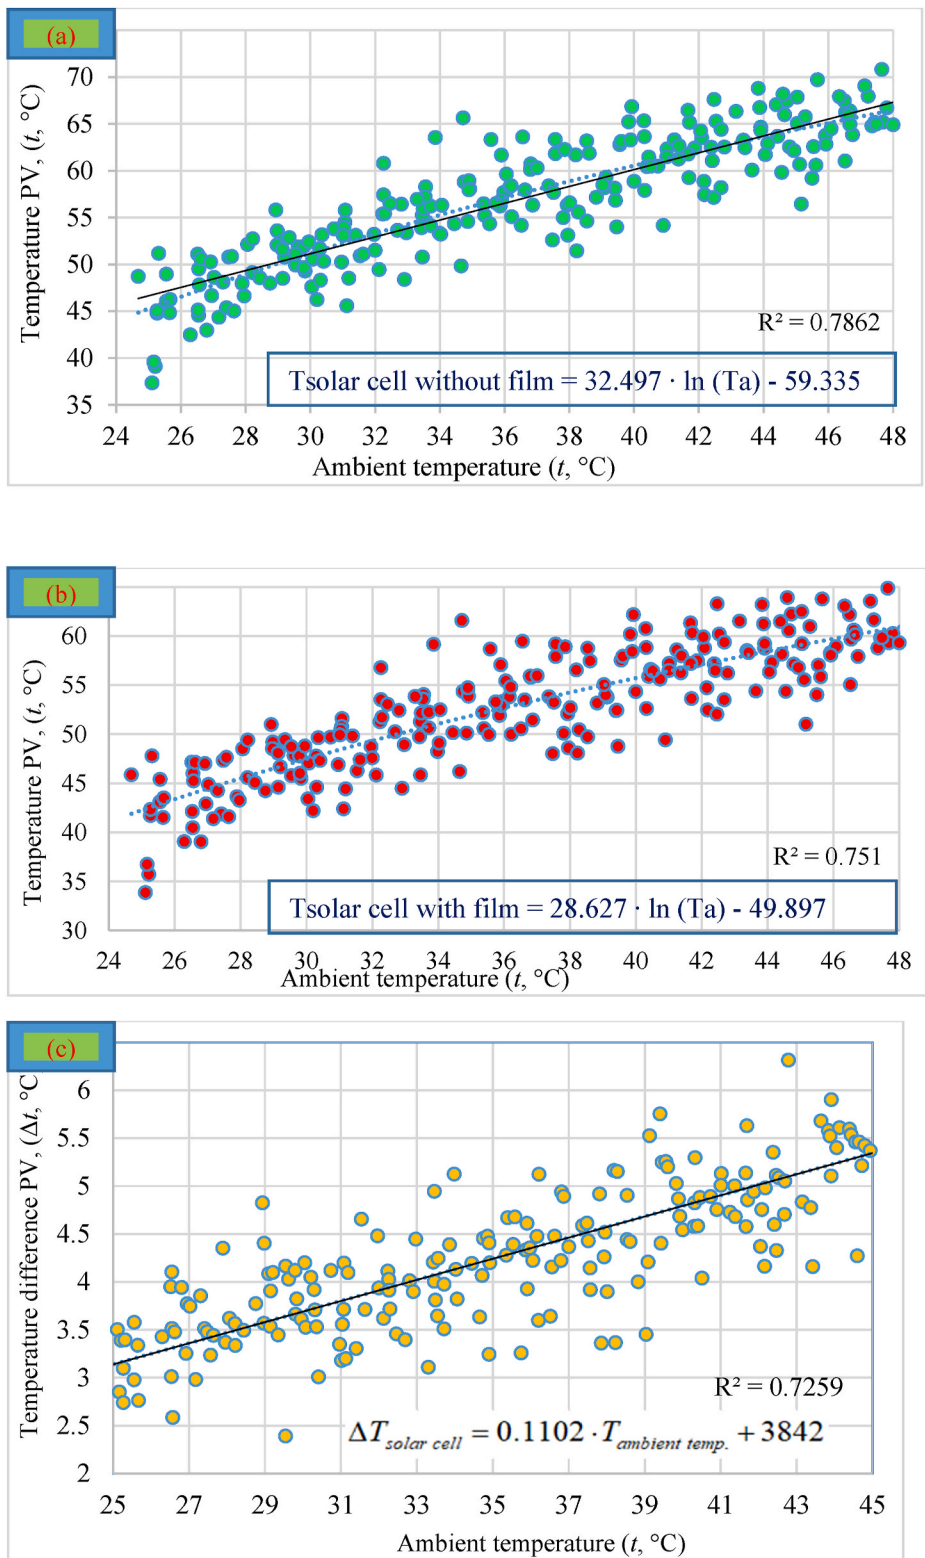 (a)
Temperature PV, (t, °C)
70
65
60
55
50
45
40
35
R² = 0.7862
Tsolar cell without film = 32.497 · ln (Ta) - 59.335
24 26 28 30 32 34 36 38 40 42 44 46 48
Ambient temperature (t, °C)
(b)
Temperature PV, (t, °C)
60
55
50
45
40
35
30
R² = 0.751
Tsolar cell with film = 28.627 · ln (Ta) - 49.897
24 26 28 30 32 34 36 38 40 42 44 46 48
Ambient temperature (t, °C)
(c)
Temperature difference PV, (Δt, °C
6
5.5
5
4.5
4
3.5
3
2.5
2
R² = 0.7259
ΔTsolar cell = 0.1102 · Tambient temp. + 3842
25 27 29 31 33 35 37 39 41 43 45
Ambient temperature (t, °C)